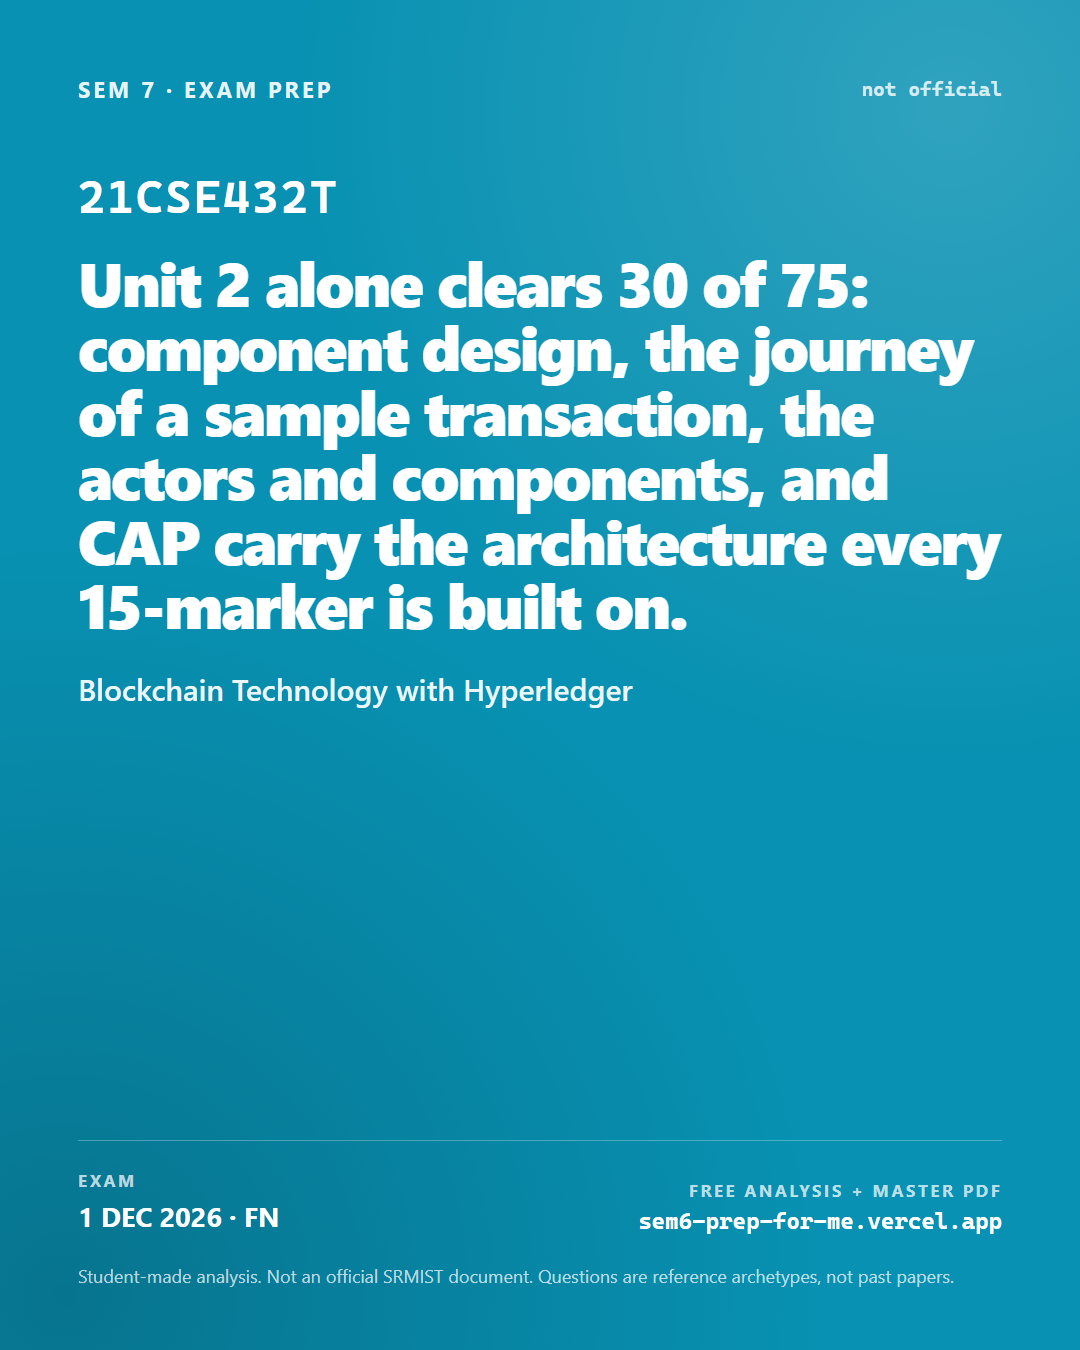 SEM 7 · EXAM PREP
not official
21CSE432T
Unit 2 alone clears 30 of 75:
component design, the journey
of a sample transaction, the
actors and components, and
CAP carry the architecture every
15-marker is built on.
Blockchain Technology with Hyperledger
EXAM
1 DEC 2026 · FN
FREE ANALYSIS + MASTER PDF
sem6-prep-for-me.vercel.app
Student-made analysis. Not an official SRMIST document. Questions are reference archetypes, not past papers.